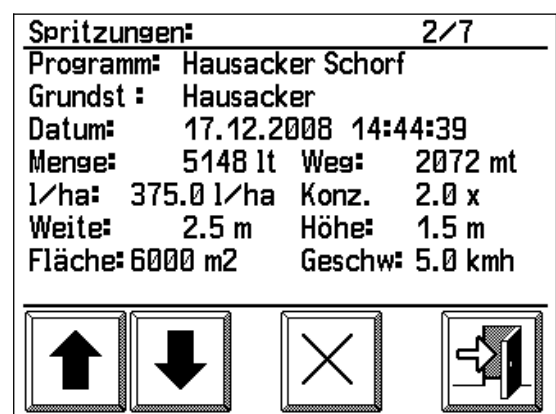 Spritzungen: 2/7
Programm: Hausacker Schorf
Grundst : Hausacker
Datum: 17.12.2008 14:44:39
Menge: 5148 lt Weg: 2072 mt
l/ha: 375.0 l/ha Konz. 2.0 x
Weite: 2.5 m Höhe: 1.5 m
Fläche: 6000 m2 Geschw: 5.0 kmh